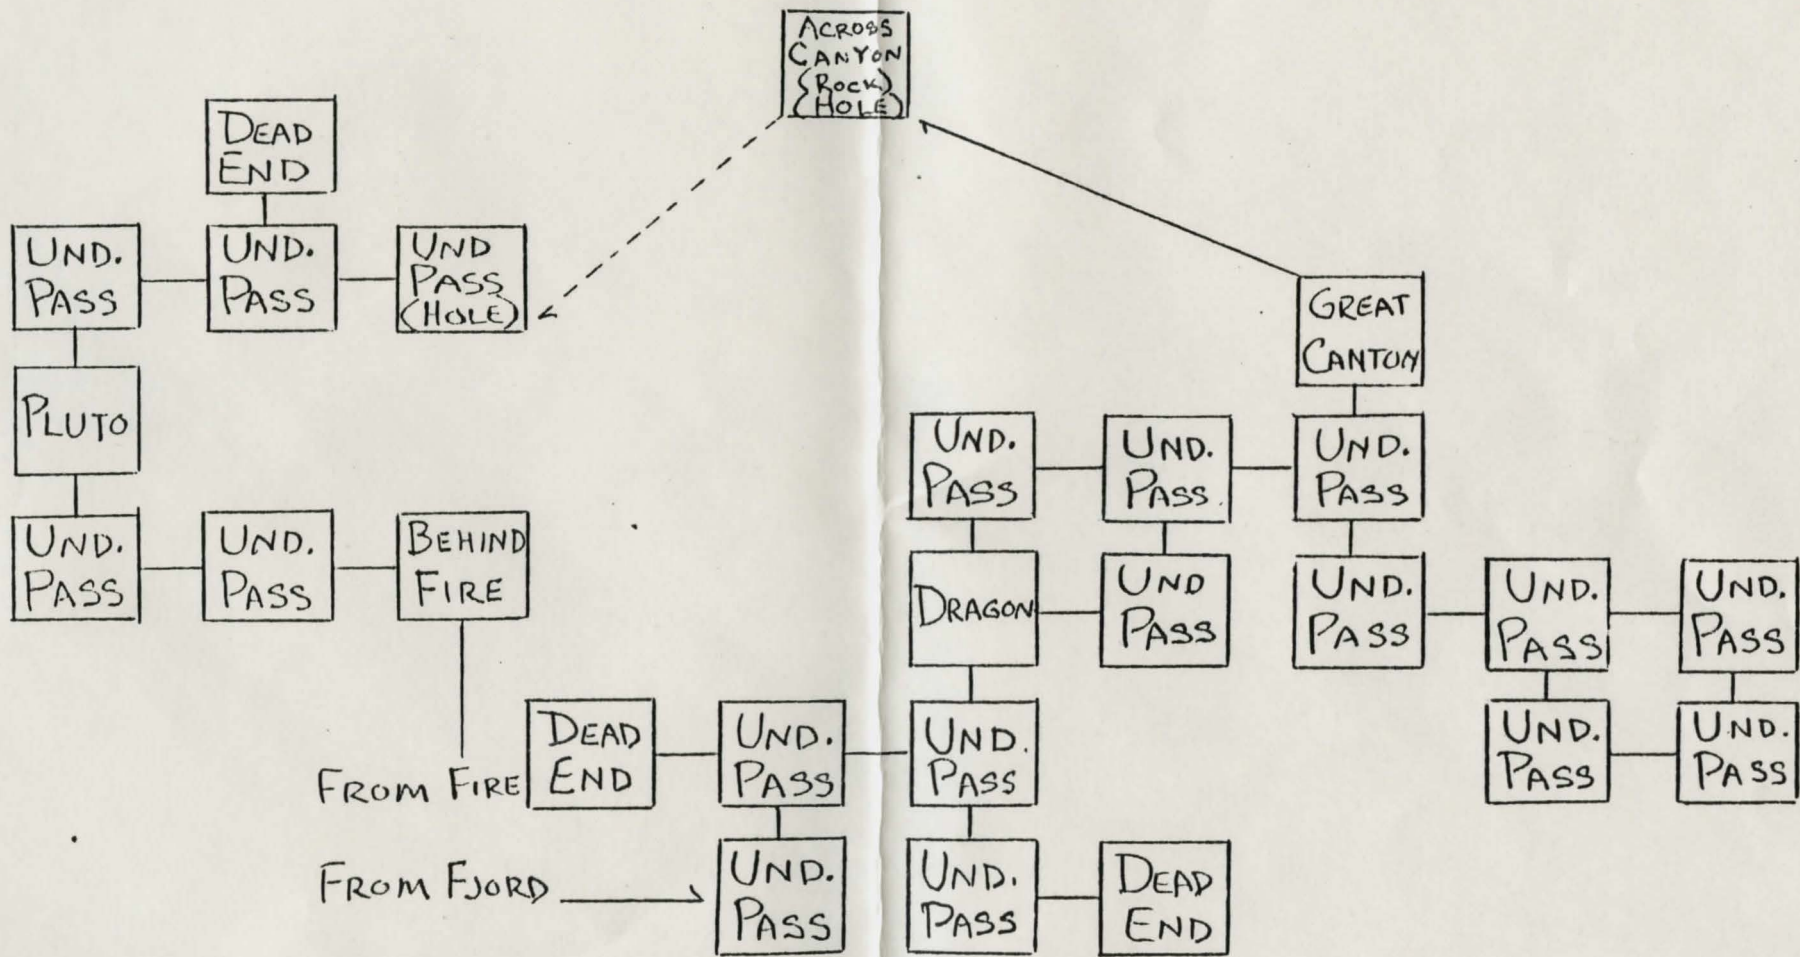 ACROSS
CANYON
(ROCK)
(HOLE)
DEAD
END
UND.
PASS
UND.
PASS
UND
PASS
(HOLE)
GREAT
CANTON
PLUTO
UND.
PASS
UND.
PASS
UND.
PASS
UND.
PASS
UND.
PASS
BEHIND
FIRE
DRAGON
UND
PASS
UND.
PASS
UND.
PASS
UND.
PASS
FROM FIRE
DEAD
END
UND.
PASS
UND.
PASS
UND.
PASS
UND.
PASS
FROM FJORD
UND.
PASS
UND.
PASS
DEAD
END